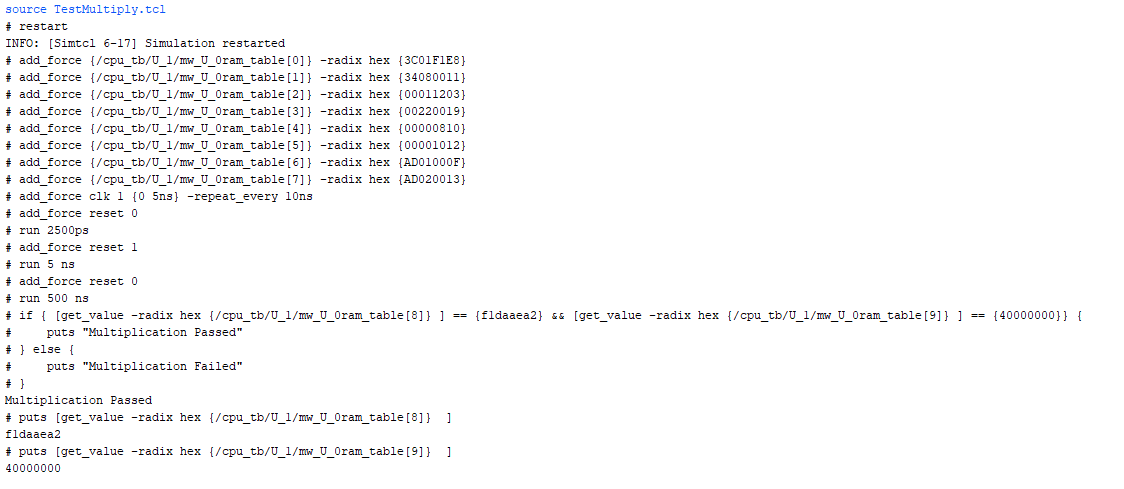 source TestMultiply.tcl
# restart
INFO: [Simtcl 6-17] Simulation restarted
# add_force {/cpu_tb/U_1/mw_U_0ram_table[0]} -radix hex {3C01F1E8}
# add_force {/cpu_tb/U_1/mw_U_0ram_table[1]} -radix hex {34080011}
# add_force {/cpu_tb/U_1/mw_U_0ram_table[2]} -radix hex {00011203}
# add_force {/cpu_tb/U_1/mw_U_0ram_table[3]} -radix hex {00220019}
# add_force {/cpu_tb/U_1/mw_U_0ram_table[4]} -radix hex {00000810}
# add_force {/cpu_tb/U_1/mw_U_0ram_table[5]} -radix hex {00001012}
# add_force {/cpu_tb/U_1/mw_U_0ram_table[6]} -radix hex {AD01000F}
# add_force {/cpu_tb/U_1/mw_U_0ram_table[7]} -radix hex {AD020013}
# add_force clk 1 {0 5ns} -repeat_every 10ns
# add_force reset 0
# run 2500ps
# add_force reset 1
# run 5 ns
# add_force reset 0
# run 500 ns
# if { [get_value -radix hex {/cpu_tb/U_1/mw_U_0ram_table[8]} ] == {f1daaea2} && [get_value -radix hex {/cpu_tb/U_1/mw_U_0ram_table[9]} ] == {40000000}} {
#     puts "Multiplication Passed"
# } else {
#     puts "Multiplication Failed"
# }
Multiplication Passed
# puts [get_value -radix hex {/cpu_tb/U_1/mw_U_0ram_table[8]}  ]
f1daaea2
# puts [get_value -radix hex {/cpu_tb/U_1/mw_U_0ram_table[9]}  ]
40000000